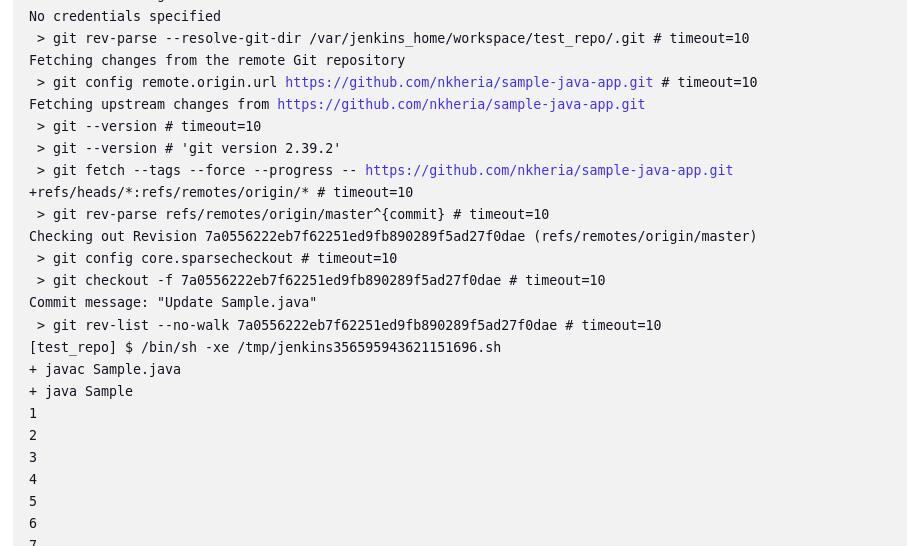 No credentials specified
> git rev-parse --resolve-git-dir /var/jenkins_home/workspace/test_repo/.git # timeout=10
Fetching changes from the remote Git repository
> git config remote.origin.url https://github.com/nkheria/sample-java-app.git # timeout=10
Fetching upstream changes from https://github.com/nkheria/sample-java-app.git
> git --version # timeout=10
> git --version # 'git version 2.39.2'
> git fetch --tags --force --progress -- https://github.com/nkheria/sample-java-app.git
+refs/heads/*:refs/remotes/origin/* # timeout=10
> git rev-parse refs/remotes/origin/master^{commit} # timeout=10
Checking out Revision 7a0556222eb7f62251ed9fb890289f5ad27f0dae (refs/remotes/origin/master)
> git config core.sparsecheckout # timeout=10
> git checkout -f 7a0556222eb7f62251ed9fb890289f5ad27f0dae # timeout=10
Commit message: "Update Sample.java"
> git rev-list --no-walk 7a0556222eb7f62251ed9fb890289f5ad27f0dae # timeout=10
[test_repo] $ /bin/sh -xe /tmp/jenkins356595943621151696.sh
+ javac Sample.java
+ java Sample
1
2
3
4
5
6
7